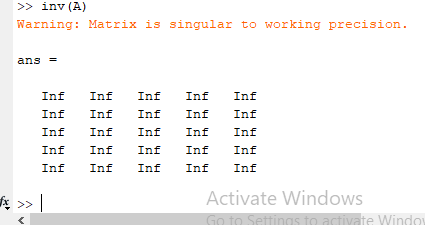 >> inv(A)
Warning: Matrix is singular to working precision.
ans =
Inf Inf Inf Inf Inf
Inf Inf Inf Inf Inf
Inf Inf Inf Inf Inf
Inf Inf Inf Inf Inf
Inf Inf Inf Inf Inf
fx >>
Activate Windows
Go to Settings to activate Window